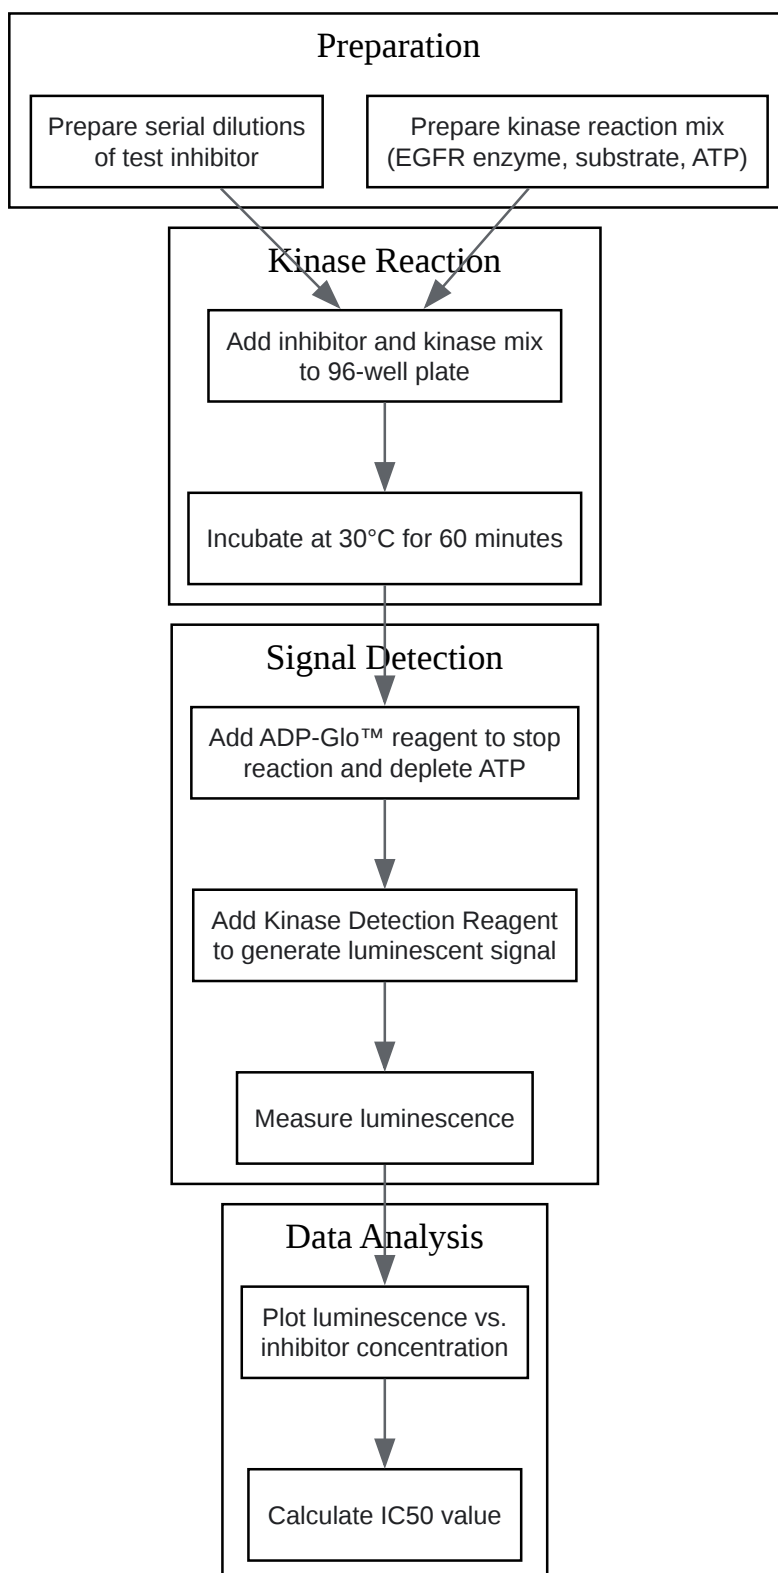 Preparation
Prepare serial dilutions
of test inhibitor
Prepare kinase reaction mix
(EGFR enzyme, substrate, ATP)
Kinase Reaction
Add inhibitor and kinase mix
to 96-well plate
Incubate at 30°C for 60 minutes
Signal Detection
Add ADP-Glo™ reagent to stop
reaction and deplete ATP
Add Kinase Detection Reagent
to generate luminescent signal
Measure luminescence
Data Analysis
Plot luminescence vs.
inhibitor concentration
Calculate IC50 value